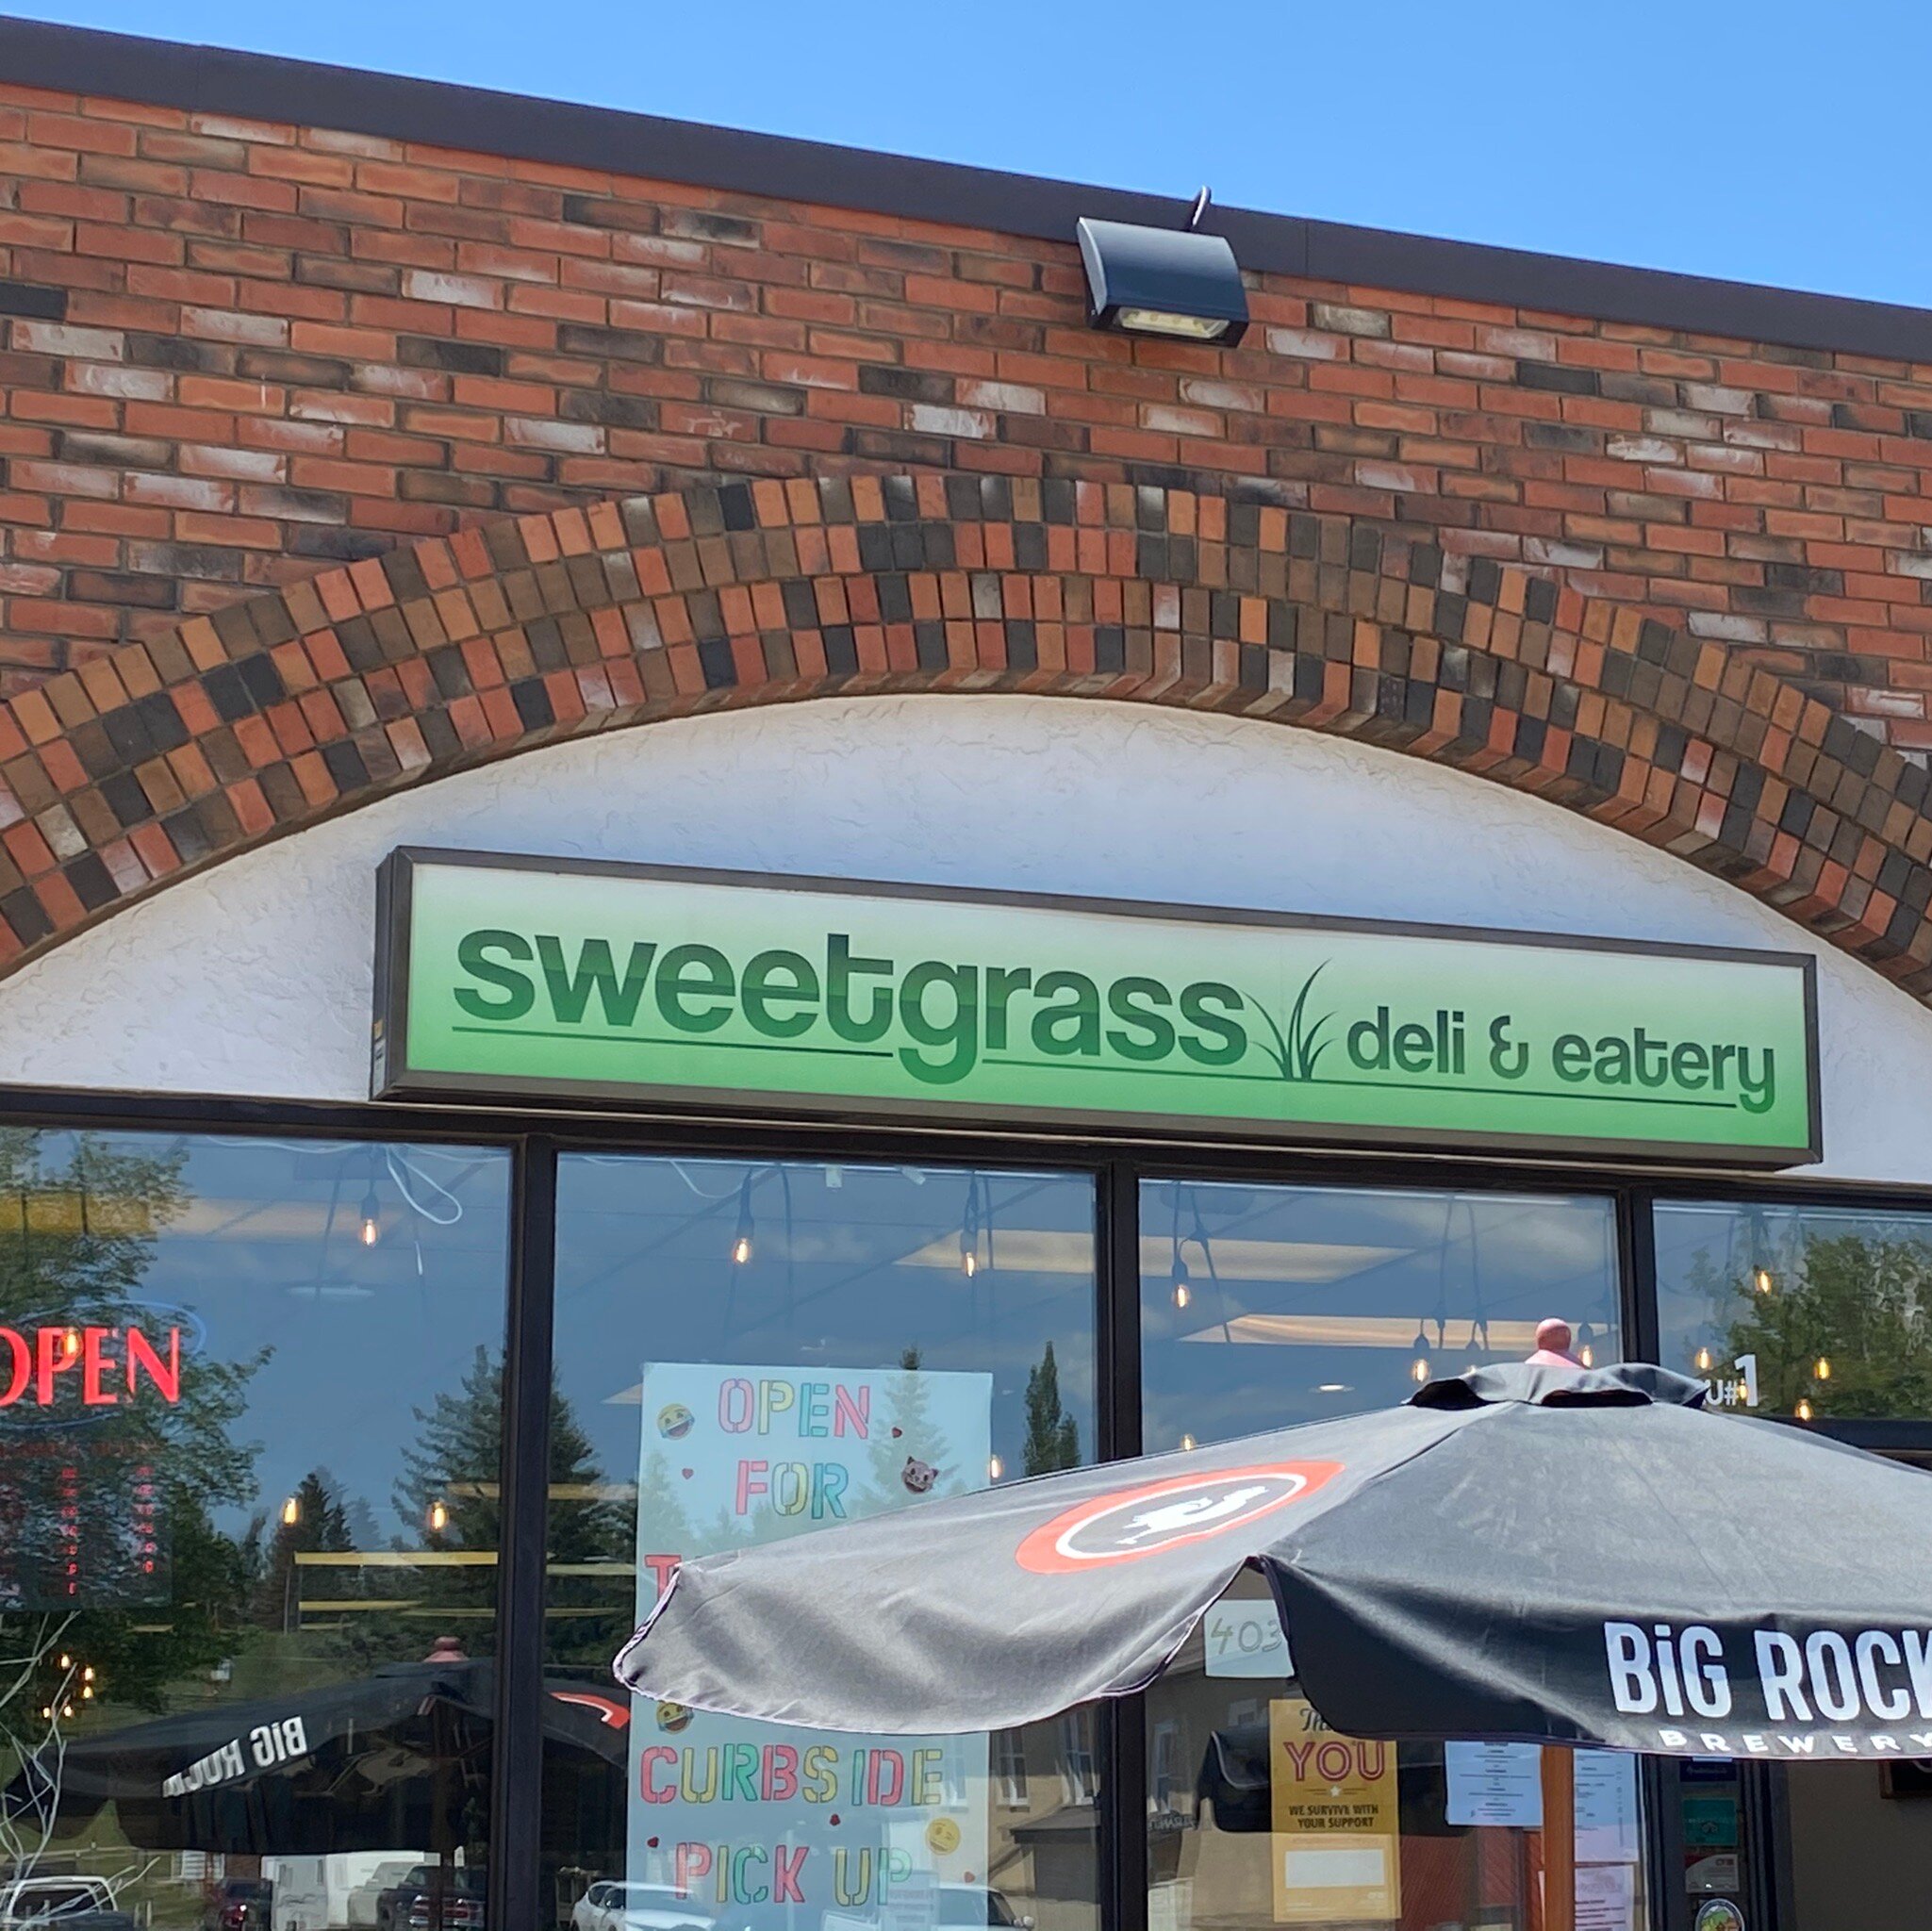 sweetgrass deli & eatery
OPEN
U#1
OPEN
FOR
T
CURBSIDE
PICK UP
403
BiG ROCK
BREWERY
BiG ROCK
YOU
WE SURVIVE WITH
YOUR SUPPORT